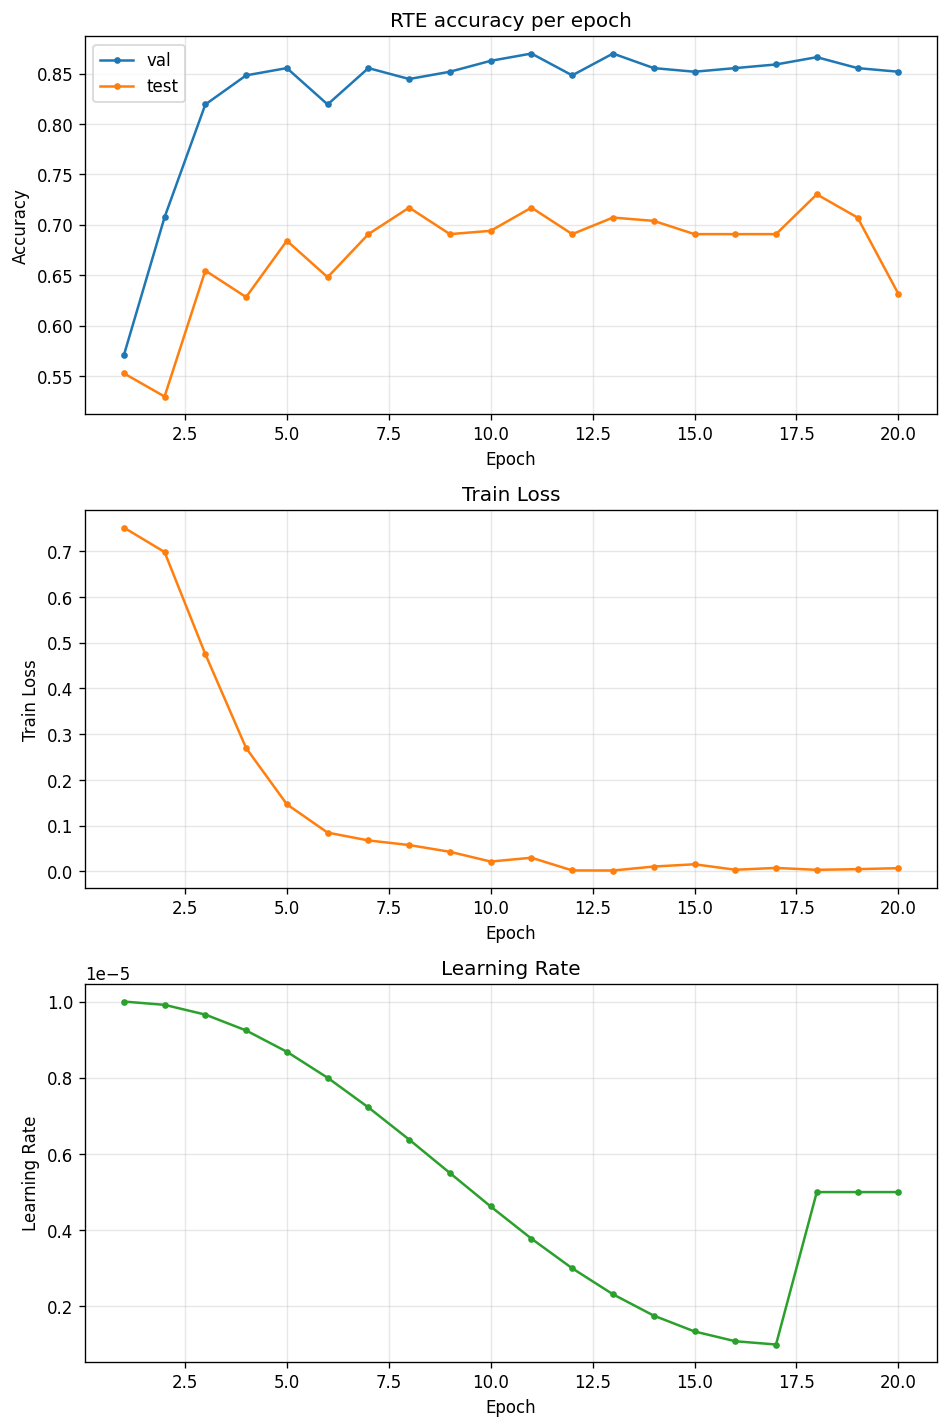 RTE accuracy per epoch
val
test
Accuracy
0.85
0.80
0.75
0.70
0.65
0.60
0.55
2.5 5.0 7.5 10.0 12.5 15.0 17.5 20.0
Epoch
Train Loss
Train Loss
0.7
0.6
0.5
0.4
0.3
0.2
0.1
0.0
2.5 5.0 7.5 10.0 12.5 15.0 17.5 20.0
Epoch
Learning Rate
1e−5
Learning Rate
1.0
0.8
0.6
0.4
0.2
2.5 5.0 7.5 10.0 12.5 15.0 17.5 20.0
Epoch